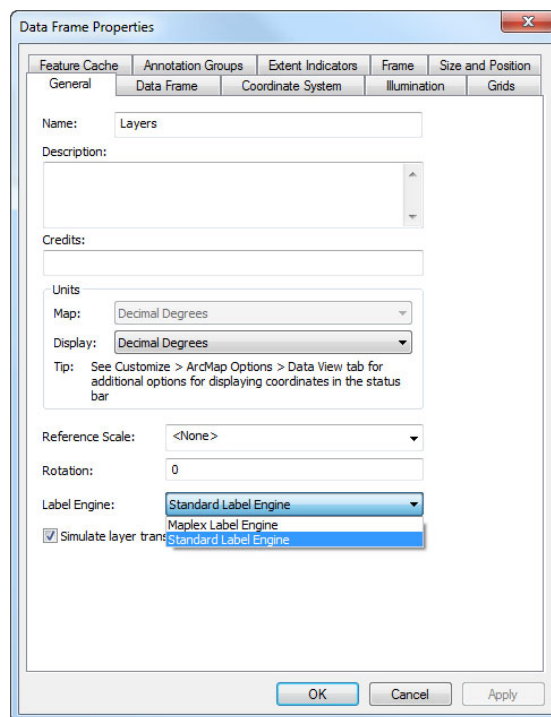 Data Frame Properties
Feature Cache Annotation Groups Extent Indicators Frame Size and Position
General Data Frame Coordinate System Illumination Grids
Name: Layers
Description:
Credits:
Units
Map: Decimal Degrees
Display: Decimal Degrees
Tip: See Customize > ArcMap Options > Data View tab for
additional options for displaying coordinates in the status
bar
Reference Scale: <None>
Rotation: 0
Label Engine: Standard Label Engine
Maplex Label Engine
Simulate layer trans Standard Label Engine
OK Cancel Apply